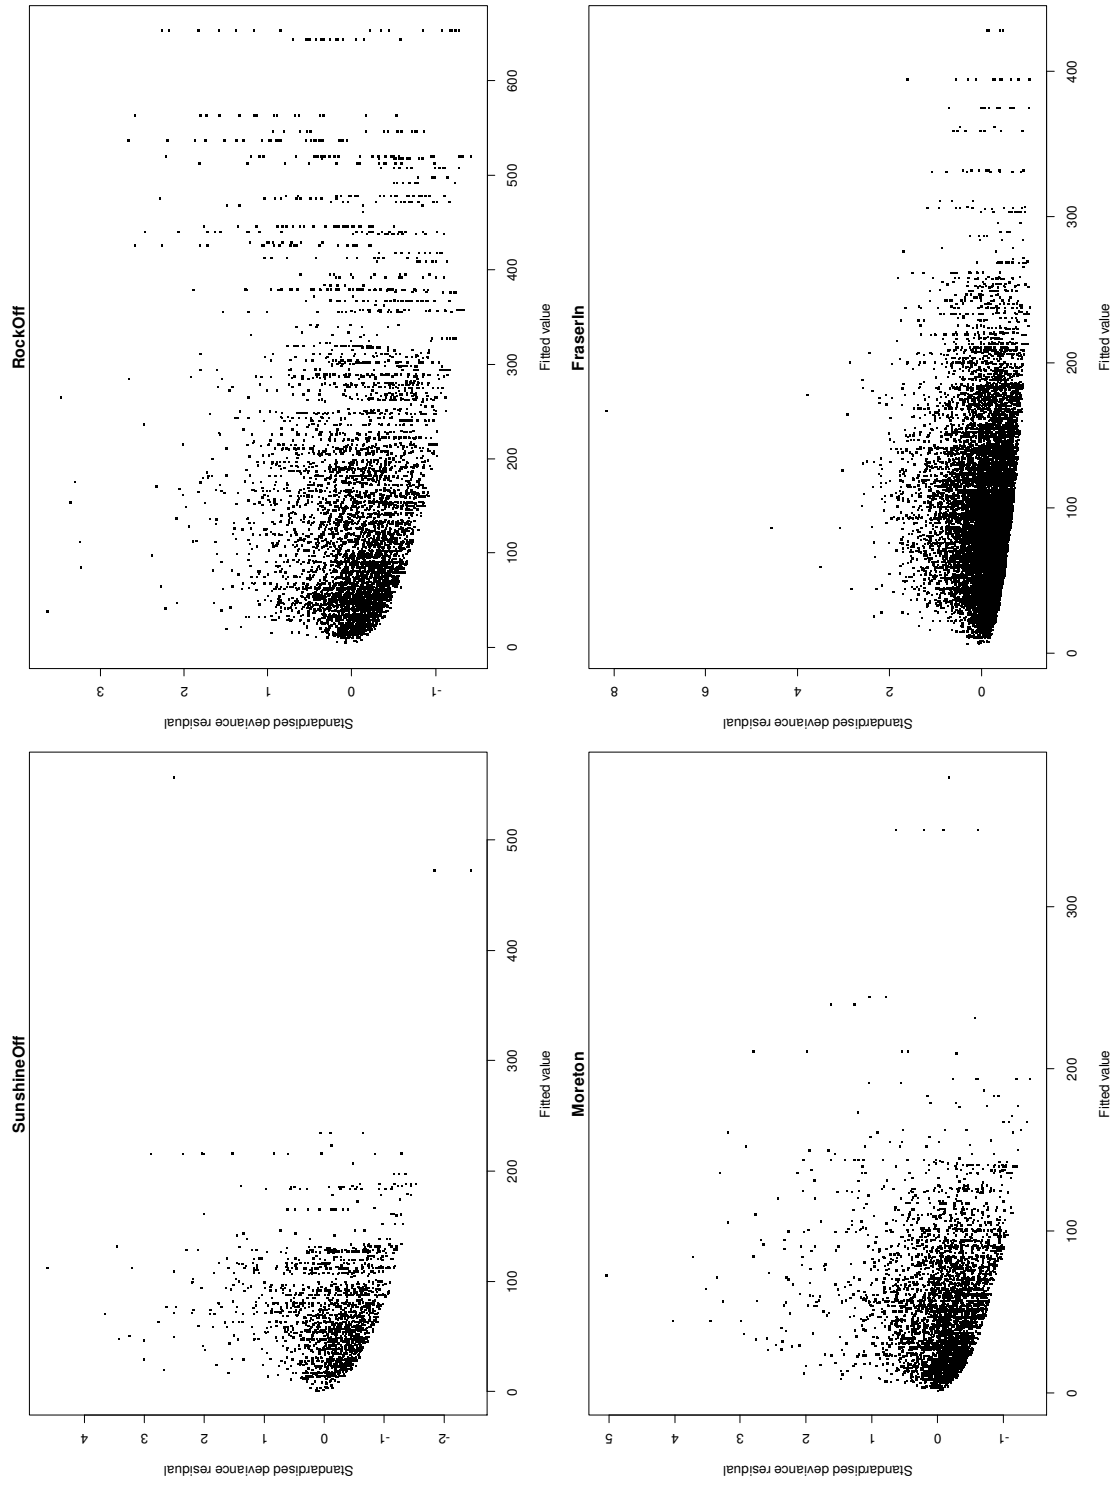 SunshineOff
Standardised deviance residual
4
3
2
1
0
-1
-2
0 100 200 300 400 500
Fitted value
RockOff
Standardised deviance residual
3
2
1
0
-1
0 100 200 300 400 500 600
Fitted value
Moreton
Standardised deviance residual
5
4
3
2
1
0
-1
0 100 200 300
Fitted value
FraserIn
Standardised deviance residual
8
6
4
2
0
0 100 200 300 400
Fitted value